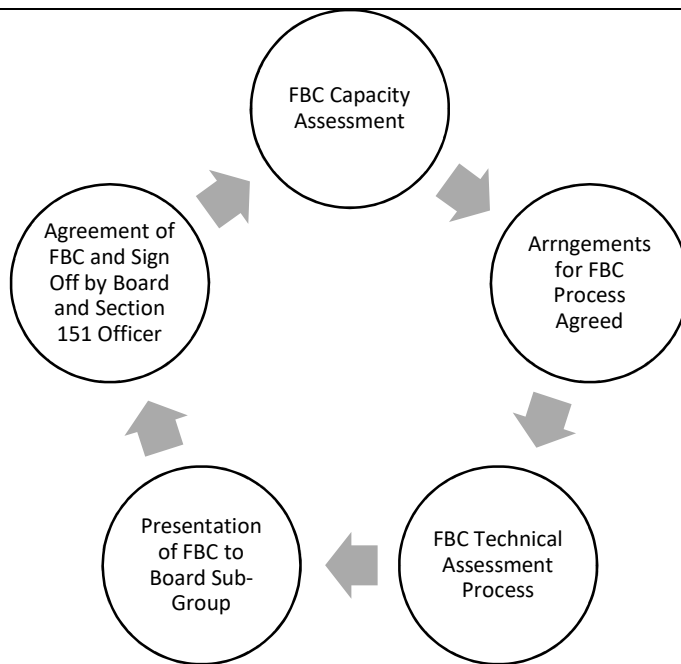 FBC Capacity
Assessment
Arrngements
for FBC
Process
Agreed
FBC Technical
Assessment
Process
Presentation
of FBC to
Board Sub-
Group
Agreement of
FBC and Sign
Off by Board
and Section
151 Officer